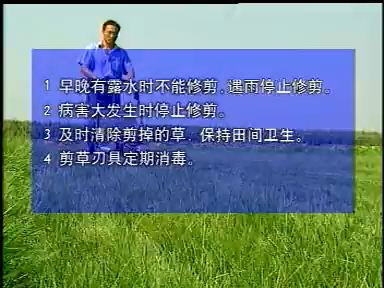 1 早晚有露水时不能修剪,遇雨停止修剪。
2 病害大发生时停止修剪。
3 及时清除剪掉的草, 保持田间卫生。
4 剪草刃具定期消毒。